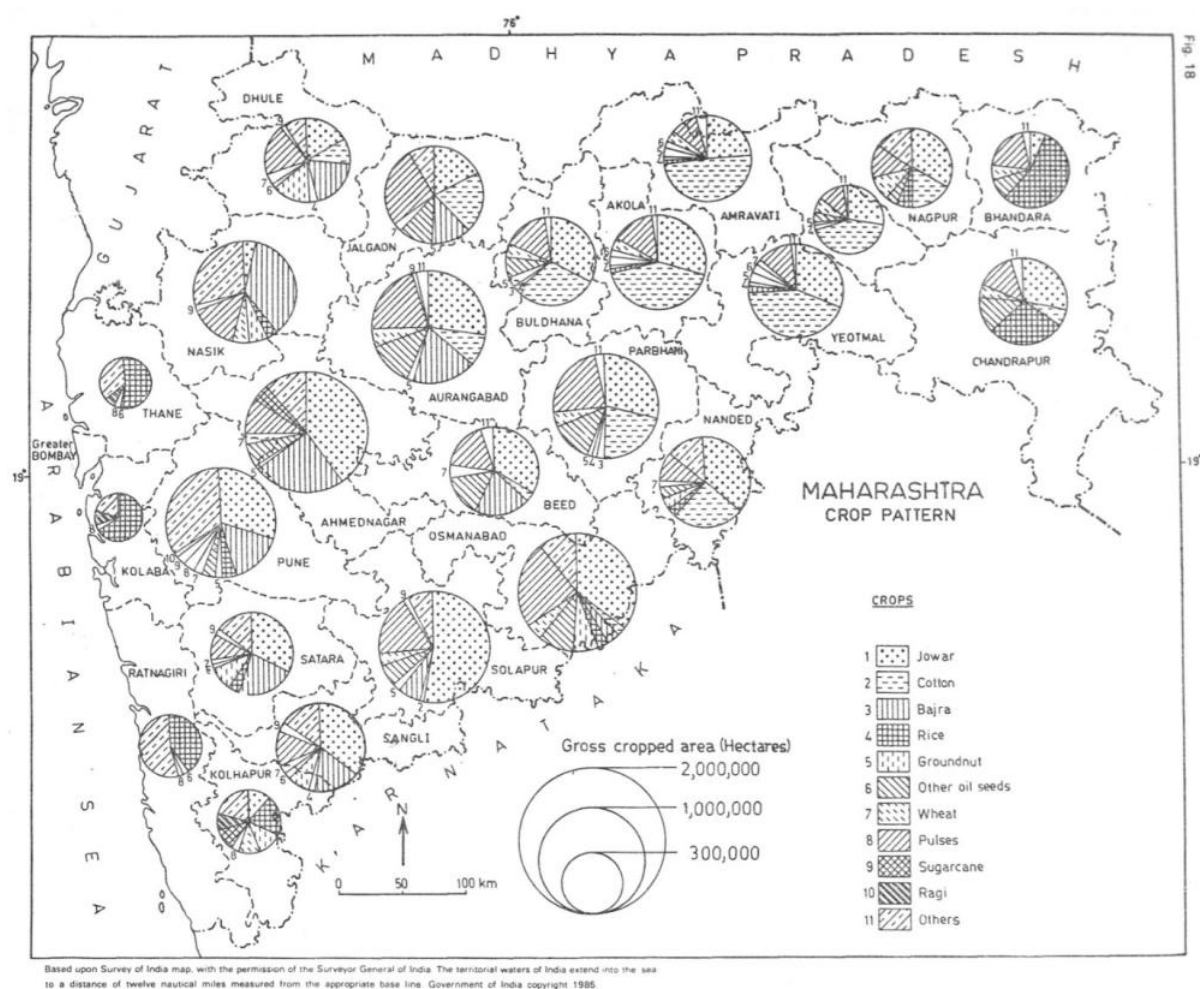 76°
Fig. 18
M A D H Y A P R A D E S H
GUJARAT
DHULE
JALGAON
AKOLA
AMRAVATI
NAGPUR
BHANDARA
BULDHANA
YEOTMAL
CHANDRAPUR
NASIK
AURANGABAD
PARBHANI
THANE
NANDED
Greater
BOMBAY
19°
19°
BEED
AHMEDNAGAR
OSMANABAD
MAHARASHTRA
CROP PATTERN
KOLABA
PUNE
ARABIAN SEA
RATNAGIRI
SATARA
SOLAPUR
SANGLI
KOLHAPUR
KARNATAKA
CROPS
1 Jowar
2 Cotton
3 Bajra
4 Rice
5 Groundnut
6 Other oil seeds
7 Wheat
8 Pulses
9 Sugarcane
10 Ragi
11 Others
Gross cropped area (Hectares)
2,000,000
1,000,000
300,000
N
0 50 100 km
Based upon Survey of India map, with the permission of the Surveyor General of India. The territorial waters of India extend into the sea
to a distance of twelve nautical miles measured from the appropriate base line. Government of India copyright 1986.